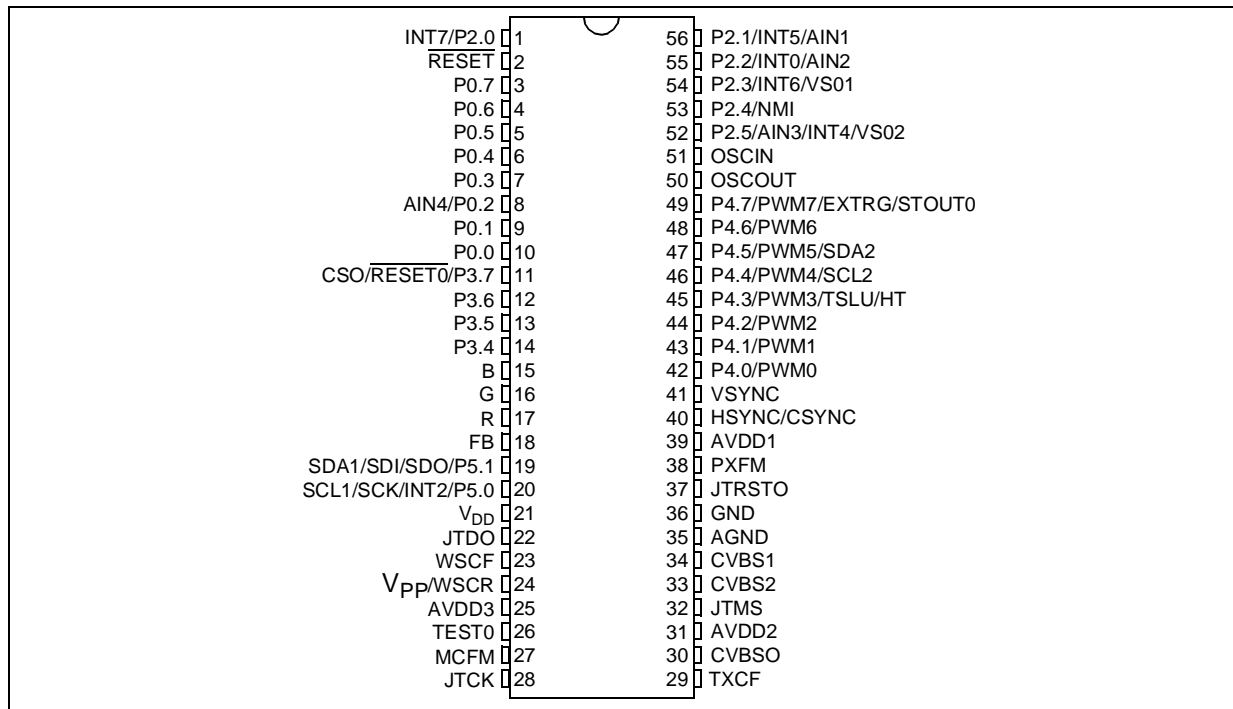 INT7/P2.0 1 56 P2.1/INT5/AIN1
RESET 2 55 P2.2/INT0/AIN2
P0.7 3 54 P2.3/INT6/VS01
P0.6 4 53 P2.4/NMI
P0.5 5 52 P2.5/AIN3/INT4/VS02
P0.4 6 51 OSCIN
P0.3 7 50 OSCOUT
AIN4/P0.2 8 49 P4.7/PWM7/EXTRG/STOUT0
P0.1 9 48 P4.6/PWM6
P0.0 10 47 P4.5/PWM5/SDA2
CSO/RESET0/P3.7 11 46 P4.4/PWM4/SCL2
P3.6 12 45 P4.3/PWM3/TSLU/HT
P3.5 13 44 P4.2/PWM2
P3.4 14 43 P4.1/PWM1
B 15 42 P4.0/PWM0
G 16 41 VSYNC
R 17 40 HSYNC/CSYNC
FB 18 39 AVDD1
SDA1/SDI/SDO/P5.1 19 38 PXFM
SCL1/SCK/INT2/P5.0 20 37 JTRSTO
VDD 21 36 GND
JTDO 22 35 AGND
WSCF 23 34 CVBS1
VPP/WSCR 24 33 CVBS2
AVDD3 25 32 JTMS
TEST0 26 31 AVDD2
MCFM 27 30 CVBSO
JTCK 28 29 TXCF